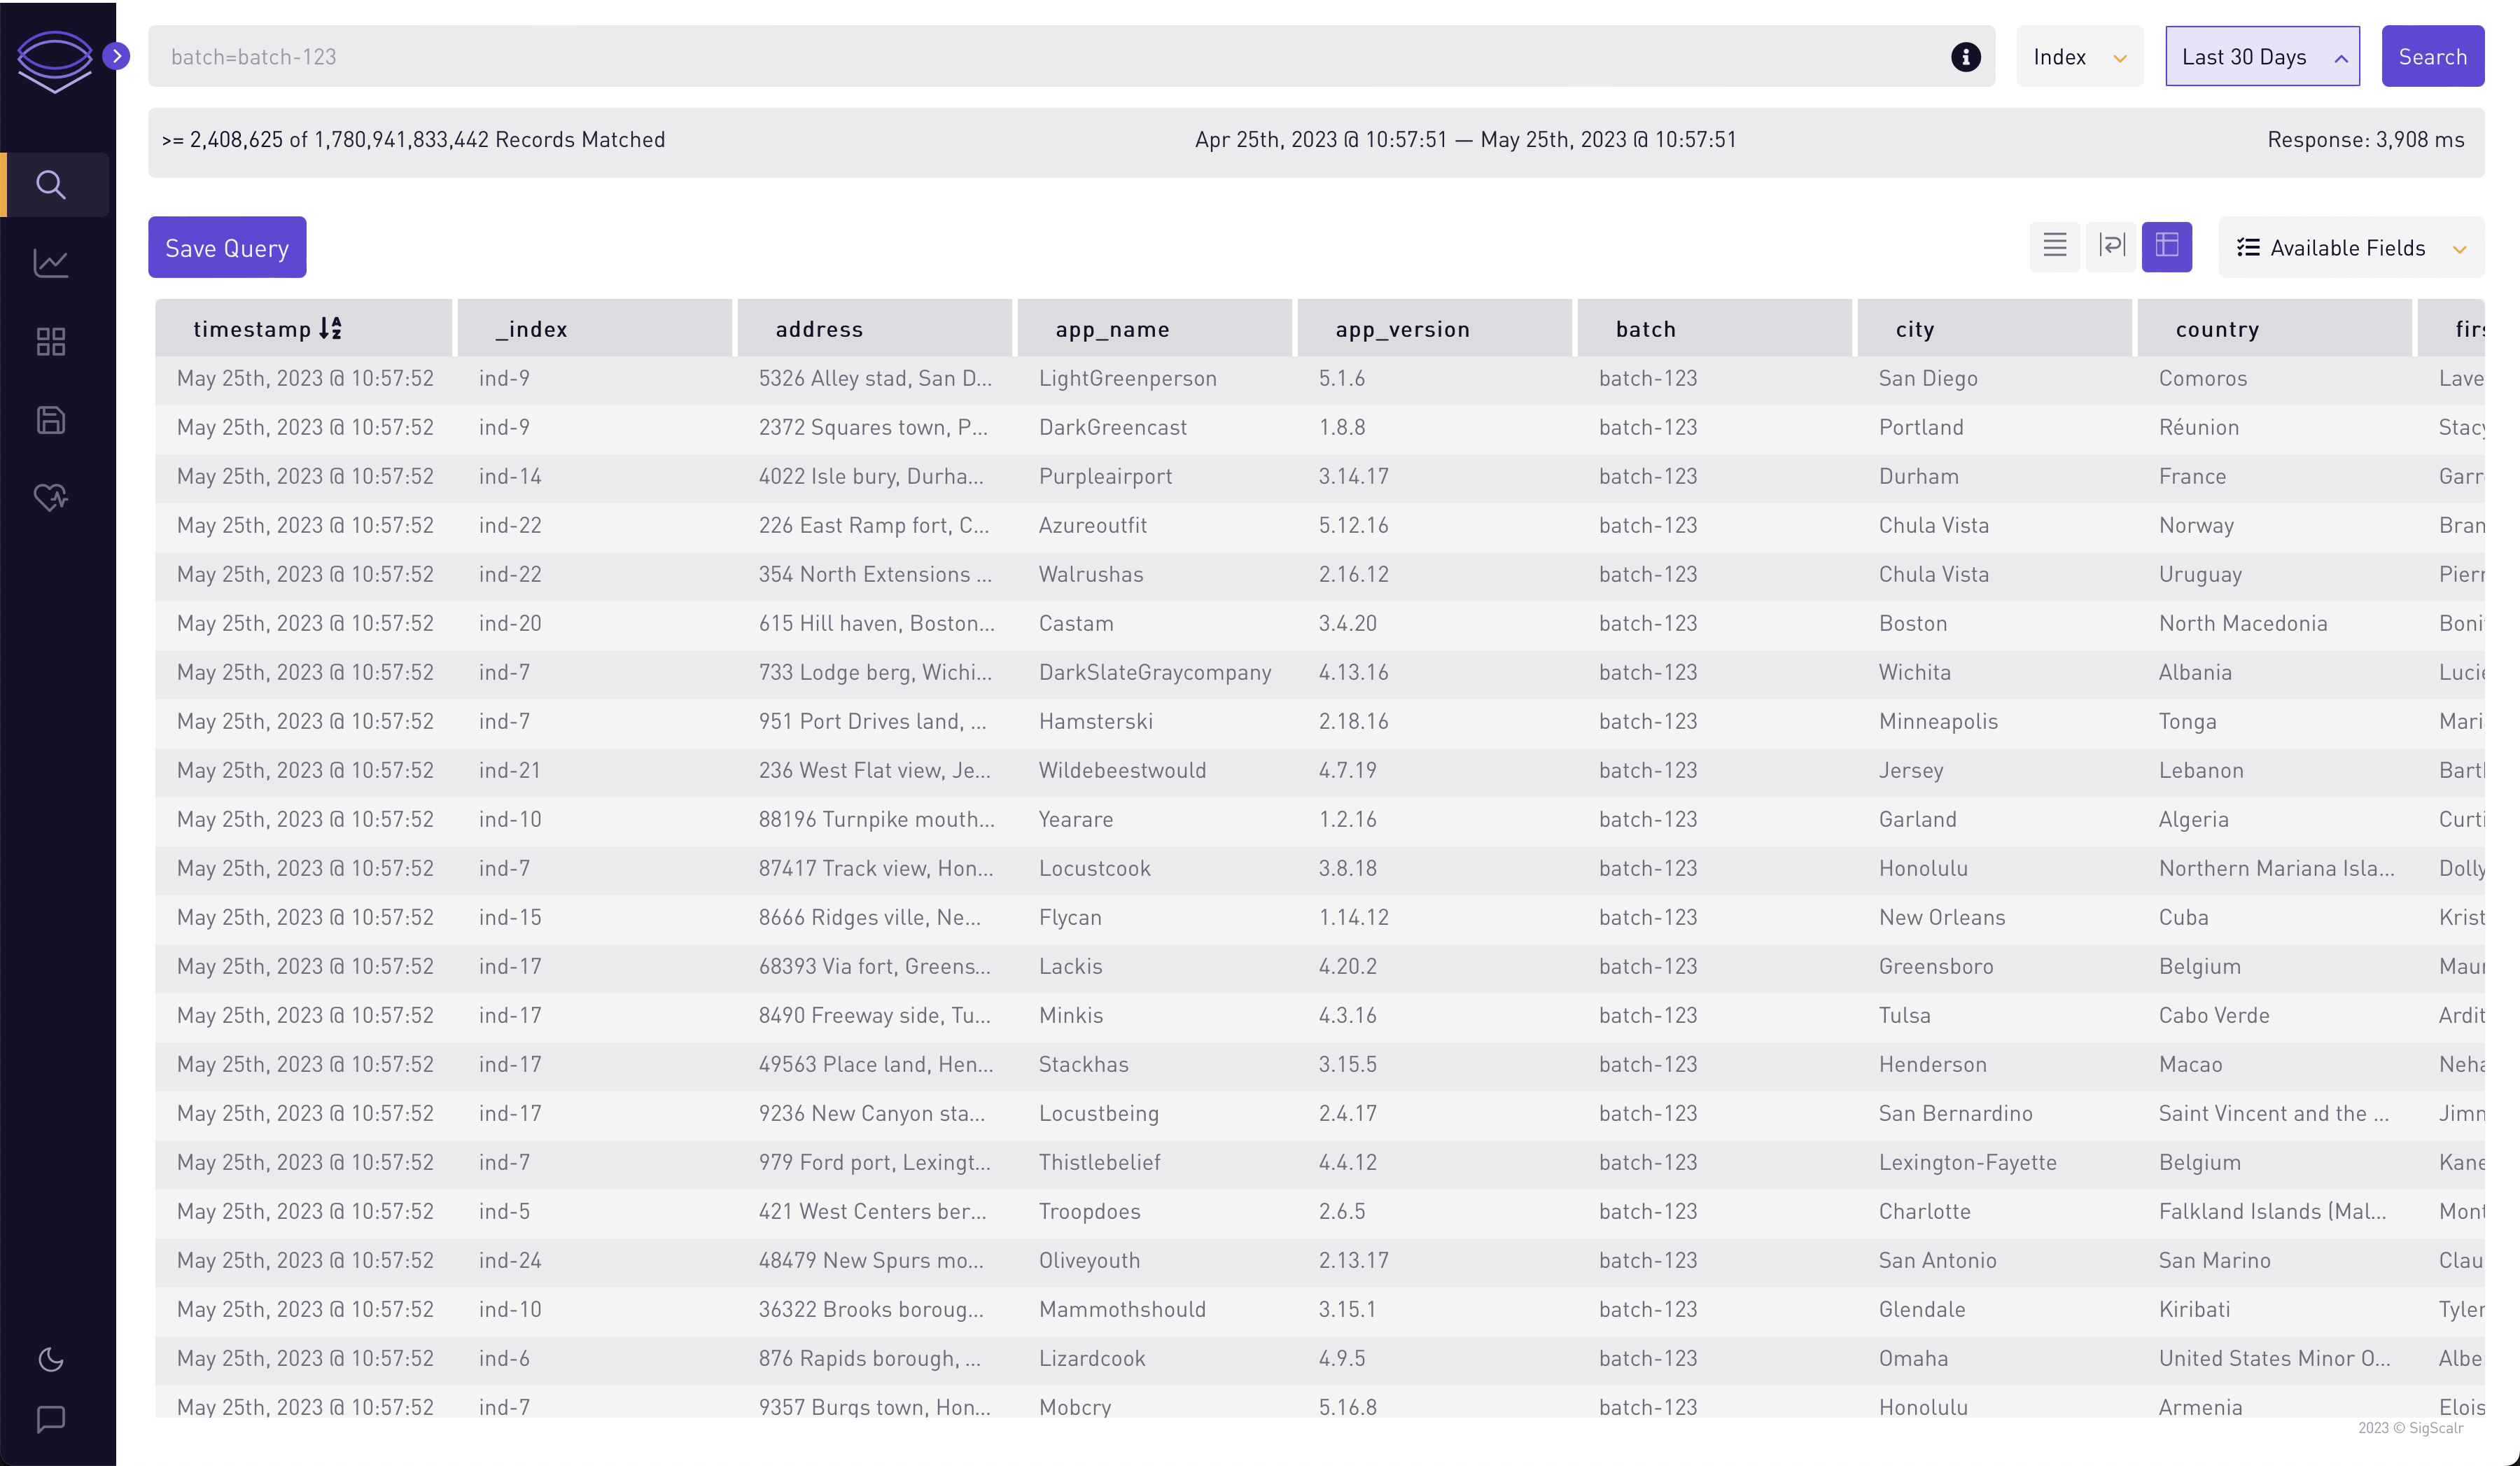 batch=batch-123 Index Last 30 Days Search
>= 2,408,625 of 1,780,941,833,442 Records Matched Apr 25th, 2023 @ 10:57:51 — May 25th, 2023 @ 10:57:51 Response: 3,908 ms
Save Query Available Fields
timestamp _index address app_name app_version batch city country firs
May 25th, 2023 @ 10:57:52 ind-9 5326 Alley stad, San D... LightGreenperson 5.1.6 batch-123 San Diego Comoros Lave
May 25th, 2023 @ 10:57:52 ind-9 2372 Squares town, P... DarkGreencast 1.8.8 batch-123 Portland Réunion Stacy
May 25th, 2023 @ 10:57:52 ind-14 4022 Isle bury, Durha... Purpleairport 3.14.17 batch-123 Durham France Garr
May 25th, 2023 @ 10:57:52 ind-22 226 East Ramp fort, C... Azureoutfit 5.12.16 batch-123 Chula Vista Norway Bran
May 25th, 2023 @ 10:57:52 ind-22 354 North Extensions ... Walrushas 2.16.12 batch-123 Chula Vista Uruguay Pierr
May 25th, 2023 @ 10:57:52 ind-20 615 Hill haven, Boston... Castam 3.4.20 batch-123 Boston North Macedonia Boni
May 25th, 2023 @ 10:57:52 ind-7 733 Lodge berg, Wichi... DarkSlateGraycompany 4.13.16 batch-123 Wichita Albania Lucie
May 25th, 2023 @ 10:57:52 ind-7 951 Port Drives land, ... Hamsterski 2.18.16 batch-123 Minneapolis Tonga Mari
May 25th, 2023 @ 10:57:52 ind-21 236 West Flat view, Je... Wildebeestwould 4.7.19 batch-123 Jersey Lebanon Bartl
May 25th, 2023 @ 10:57:52 ind-10 88196 Turnpike mouth... Yearare 1.2.16 batch-123 Garland Algeria Curti
May 25th, 2023 @ 10:57:52 ind-7 87417 Track view, Hon... Locustcook 3.8.18 batch-123 Honolulu Northern Mariana Isla... Dolly
May 25th, 2023 @ 10:57:52 ind-15 8666 Ridges ville, Ne... Flycan 1.14.12 batch-123 New Orleans Cuba Krist
May 25th, 2023 @ 10:57:52 ind-17 68393 Via fort, Greens... Lackis 4.20.2 batch-123 Greensboro Belgium Maur
May 25th, 2023 @ 10:57:52 ind-17 8490 Freeway side, Tu... Minkis 4.3.16 batch-123 Tulsa Cabo Verde Ardit
May 25th, 2023 @ 10:57:52 ind-17 49563 Place land, Hen... Stackhas 3.15.5 batch-123 Henderson Macao Neha
May 25th, 2023 @ 10:57:52 ind-17 9236 New Canyon sta... Locustbeing 2.4.17 batch-123 San Bernardino Saint Vincent and the ... Jimm
May 25th, 2023 @ 10:57:52 ind-7 979 Ford port, Lexingt... Thistlebelief 4.4.12 batch-123 Lexington-Fayette Belgium Kane
May 25th, 2023 @ 10:57:52 ind-5 421 West Centers ber... Troopdoes 2.6.5 batch-123 Charlotte Falkland Islands (Mal... Mont
May 25th, 2023 @ 10:57:52 ind-24 48479 New Spurs mo... Oliveyouth 2.13.17 batch-123 San Antonio San Marino Clau
May 25th, 2023 @ 10:57:52 ind-10 36322 Brooks boroug... Mammothshould 3.15.1 batch-123 Glendale Kiribati Tyler
May 25th, 2023 @ 10:57:52 ind-6 876 Rapids borough, ... Lizardcook 4.9.5 batch-123 Omaha United States Minor O... Albe
May 25th, 2023 @ 10:57:52 ind-7 9357 Burgs town, Hon... Mobcry 5.16.8 batch-123 Honolulu Armenia Elois
2023 © SigScalr